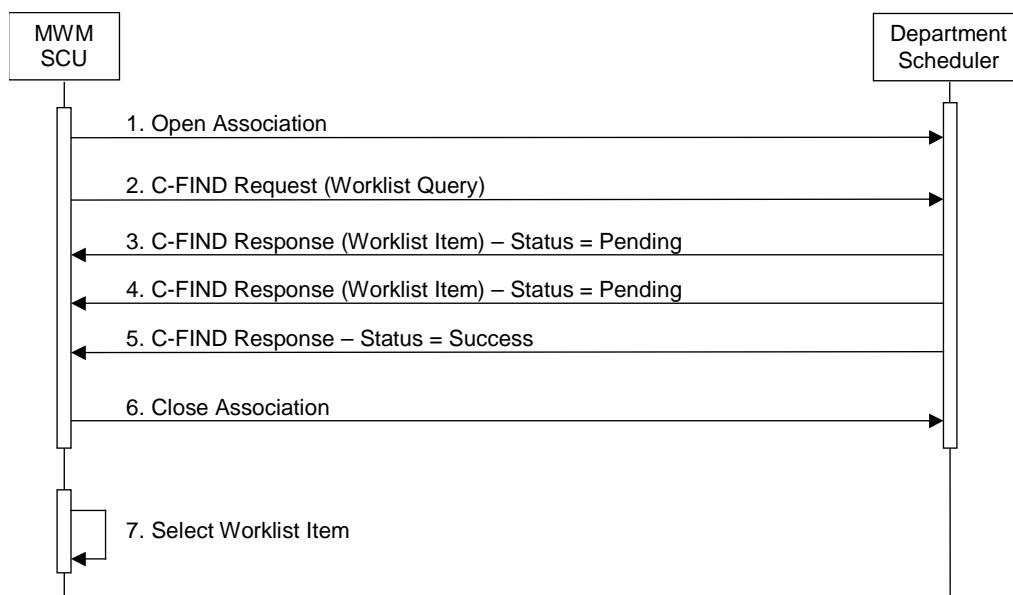 MWM
SCU
Department
Scheduler
1. Open Association
2. C-FIND Request (Worklist Query)
3. C-FIND Response (Worklist Item) – Status = Pending
4. C-FIND Response (Worklist Item) – Status = Pending
5. C-FIND Response – Status = Success
6. Close Association
7. Select Worklist Item